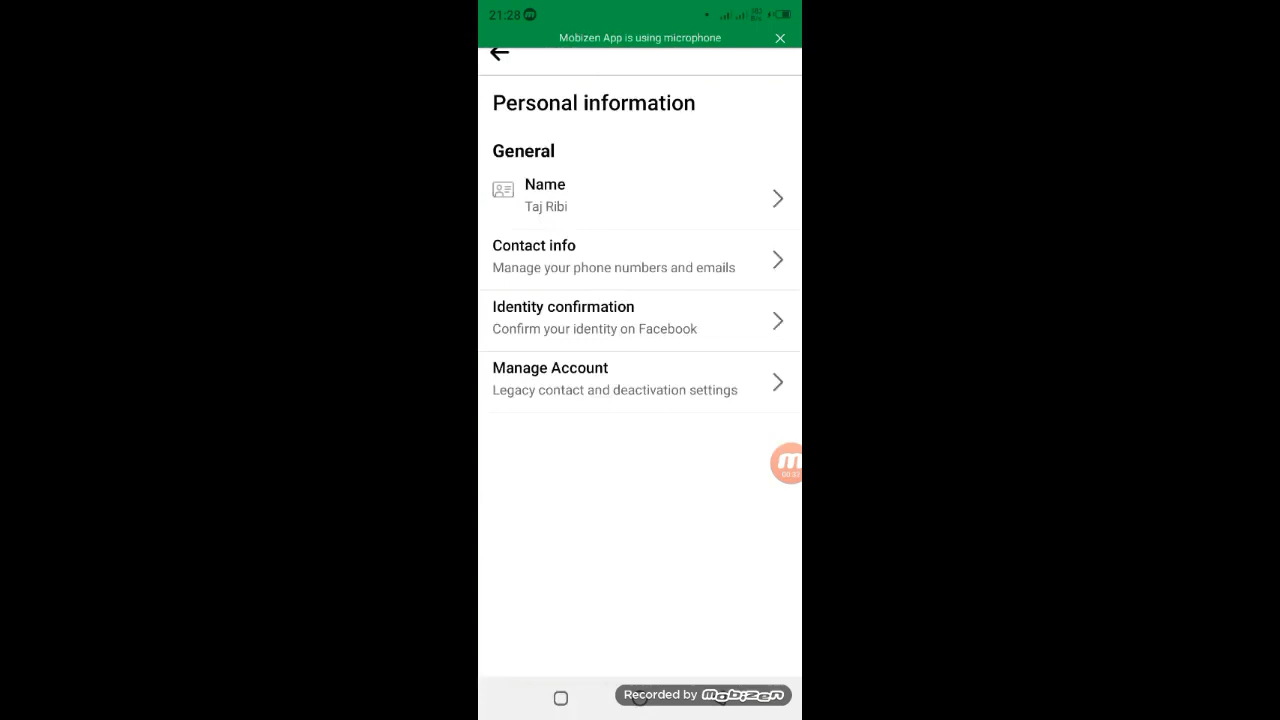 21:28
Mobizen App is using microphone
Personal information
General
Name
Taj Ribi
Contact info
Manage your phone numbers and emails
Identity confirmation
Confirm your identity on Facebook
Manage Account
Legacy contact and deactivation settings
Recorded by mobizen